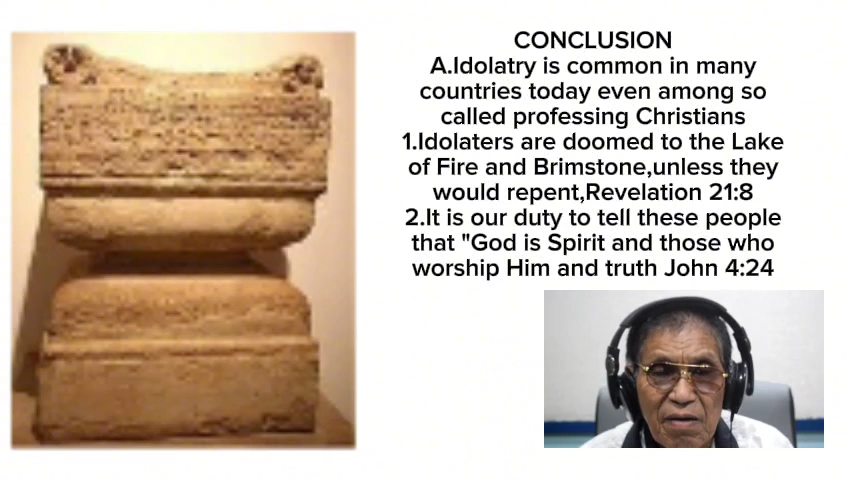 CONCLUSION
A.Idolatry is common in many
countries today even among so
called professing Christians
1.Idolaters are doomed to the Lake
of Fire and Brimstone,unless they
would repent,Revelation 21:8
2.It is our duty to tell these people
that "God is Spirit and those who
worship Him and truth John 4:24